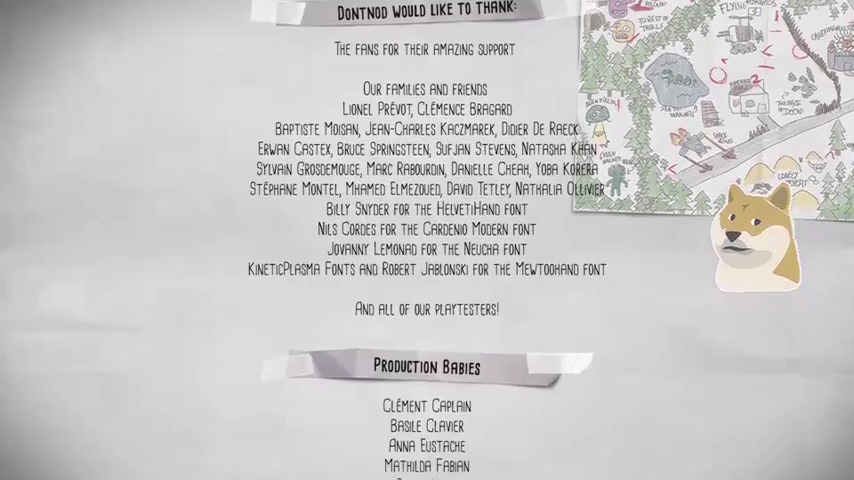 DONTNOD WOULD LIKE TO THANK:
THE FANS FOR THEIR AMAZING SUPPORT
OUR FAMILIES AND FRIENDS
LIONEL PRÉVOT, CLÉMENCE BRAGARD
BAPTISTE MOISAN, JEAN-CHARLES KACZMAREK, DIDIER DE RAECK
ERWAN CASTEX, BRUCE SPRINGSTEEN, SUFJAN STEVENS, NATASHA KHAN
SYLVAIN GROSDEMOUGE, MARC RABOURDIN, DANIELLE CHEAH, YOBA KORERA
STÉPHANE MONTEL, MHAMED ELMEZOUED, DAVID TETLEY, NATHALIA OLLIVIER
BILLY SNYDER FOR THE HELVETIHAND FONT
NILS CORDES FOR THE CARDENIO MODERN FONT
JOVANNY LEMONAD FOR THE NEUCHA FONT
KINETICPLASMA FONTS AND ROBERT JABLONSKI FOR THE MEWTOOHAND FONT
AND ALL OF OUR PLAYTESTERS!
PRODUCTION BABIES
CLÉMENT CAPLAIN
BASILE CLAVIER
ANNA EUSTACHE
MATHILDA FABIAN
FOREST OF
TROLLS
2